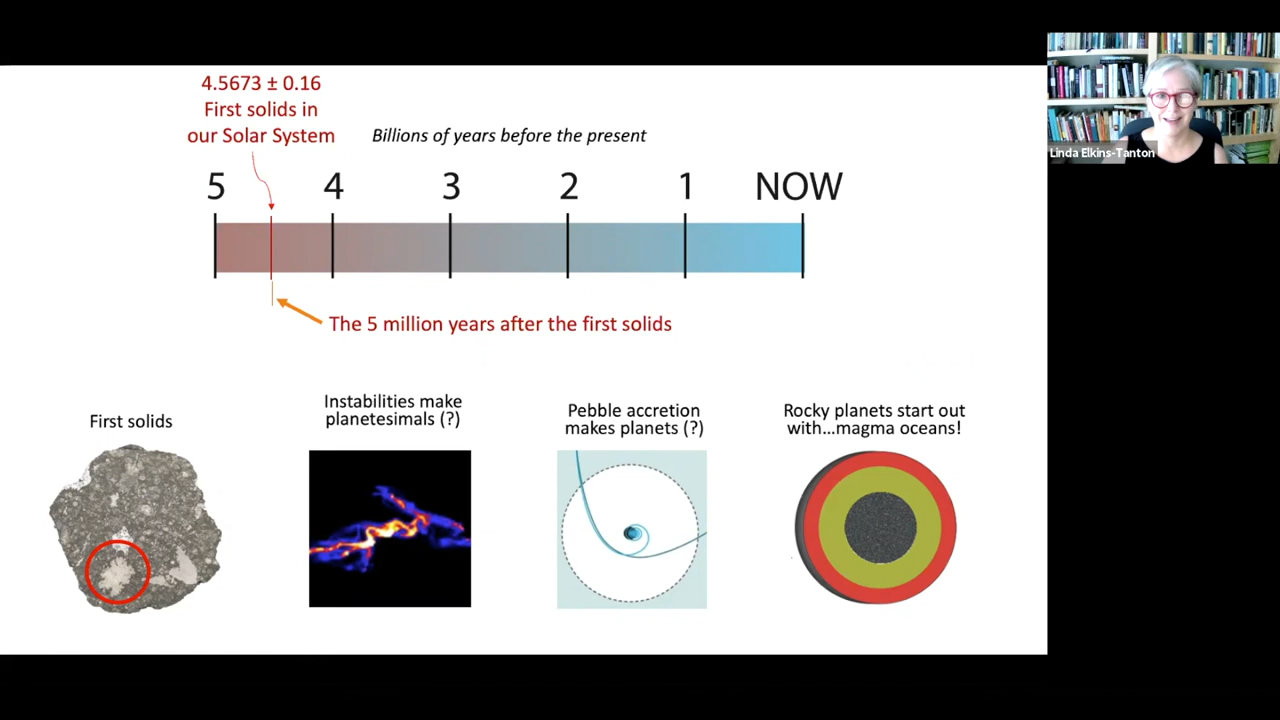 4.5673 ± 0.16
First solids in
our Solar System
Billions of years before the present
5 4 3 2 1 NOW
The 5 million years after the first solids
First solids
Instabilities make
planetesimals (?)
Pebble accretion
makes planets (?)
Rocky planets start out
with...magma oceans!
Linda Elkins-Tanton